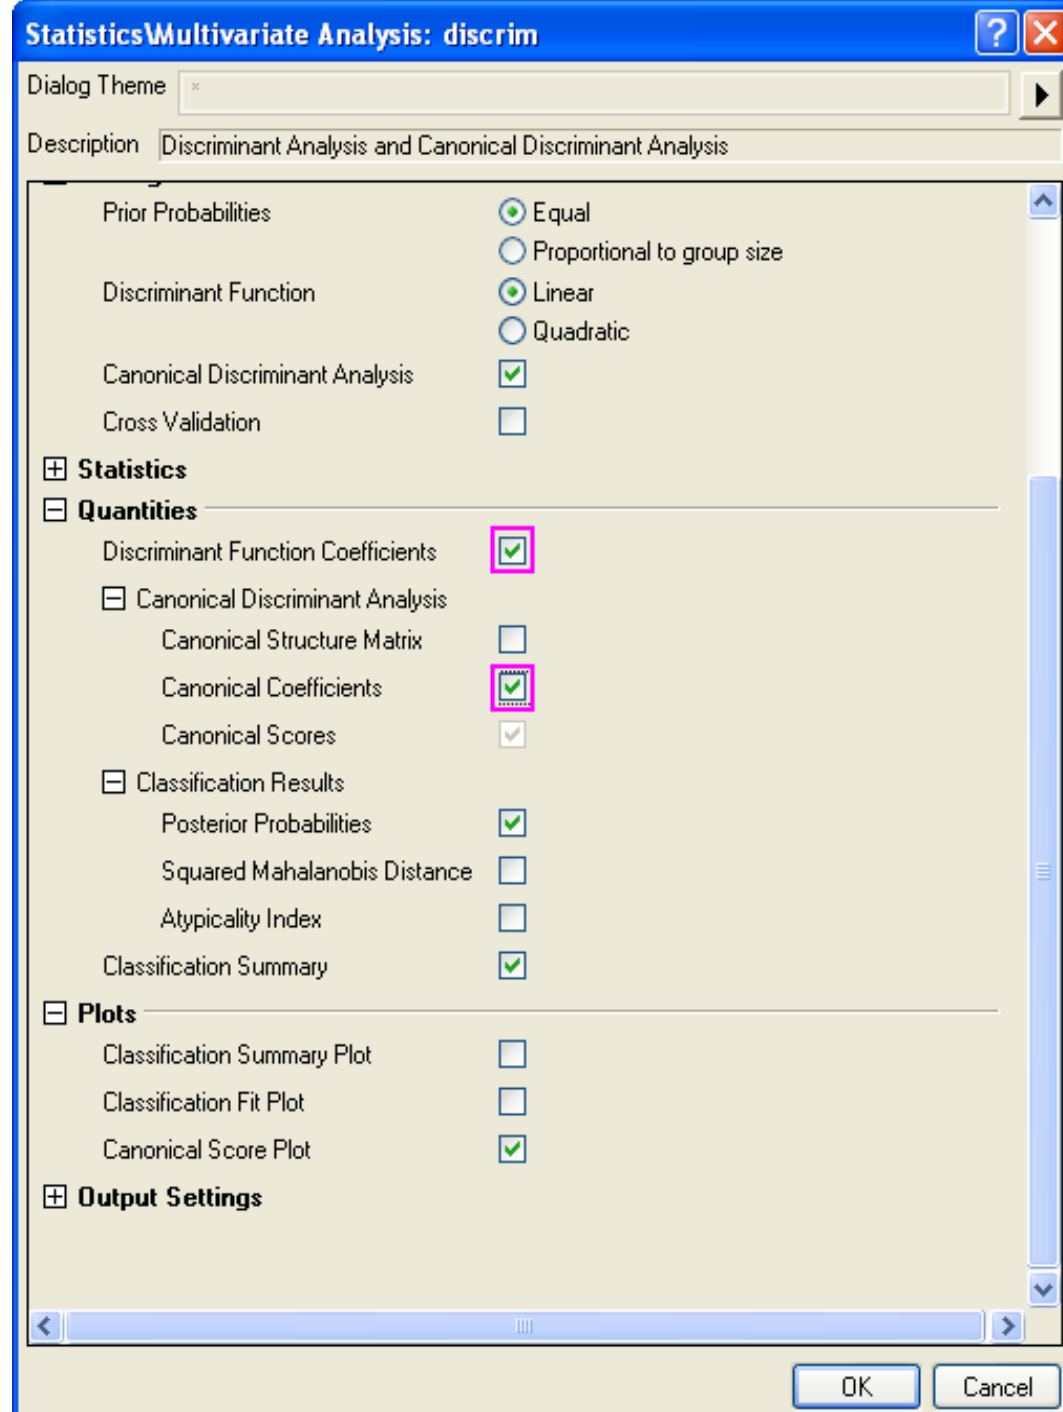 Statistics\Multivariate Analysis: discrim
Dialog Theme *
Description Discriminant Analysis and Canonical Discriminant Analysis
Prior Probabilities Equal
Proportional to group size
Discriminant Function Linear
Quadratic
Canonical Discriminant Analysis
Cross Validation
Statistics
Quantities
Discriminant Function Coefficients
Canonical Discriminant Analysis
Canonical Structure Matrix
Canonical Coefficients
Canonical Scores
Classification Results
Posterior Probabilities
Squared Mahalanobis Distance
Atypicality Index
Classification Summary
Plots
Classification Summary Plot
Classification Fit Plot
Canonical Score Plot
Output Settings
OK Cancel